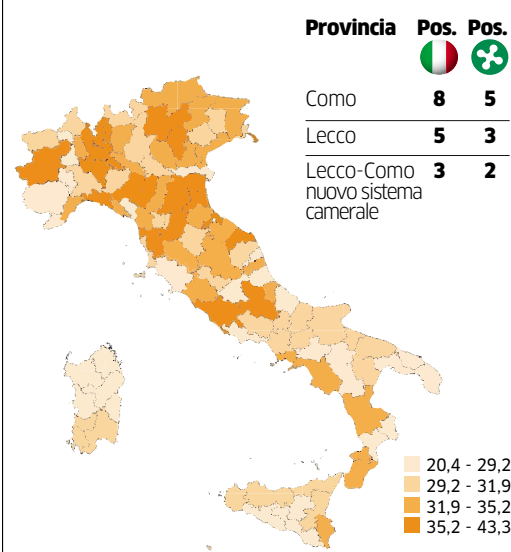 Provincia Pos. Pos.
Como 8 5
Lecco 5 3
Lecco-Como 3 2
nuovo sistema
camerale
20,4 - 29,2
29,2 - 31,9
31,9 - 35,2
35,2 - 43,3